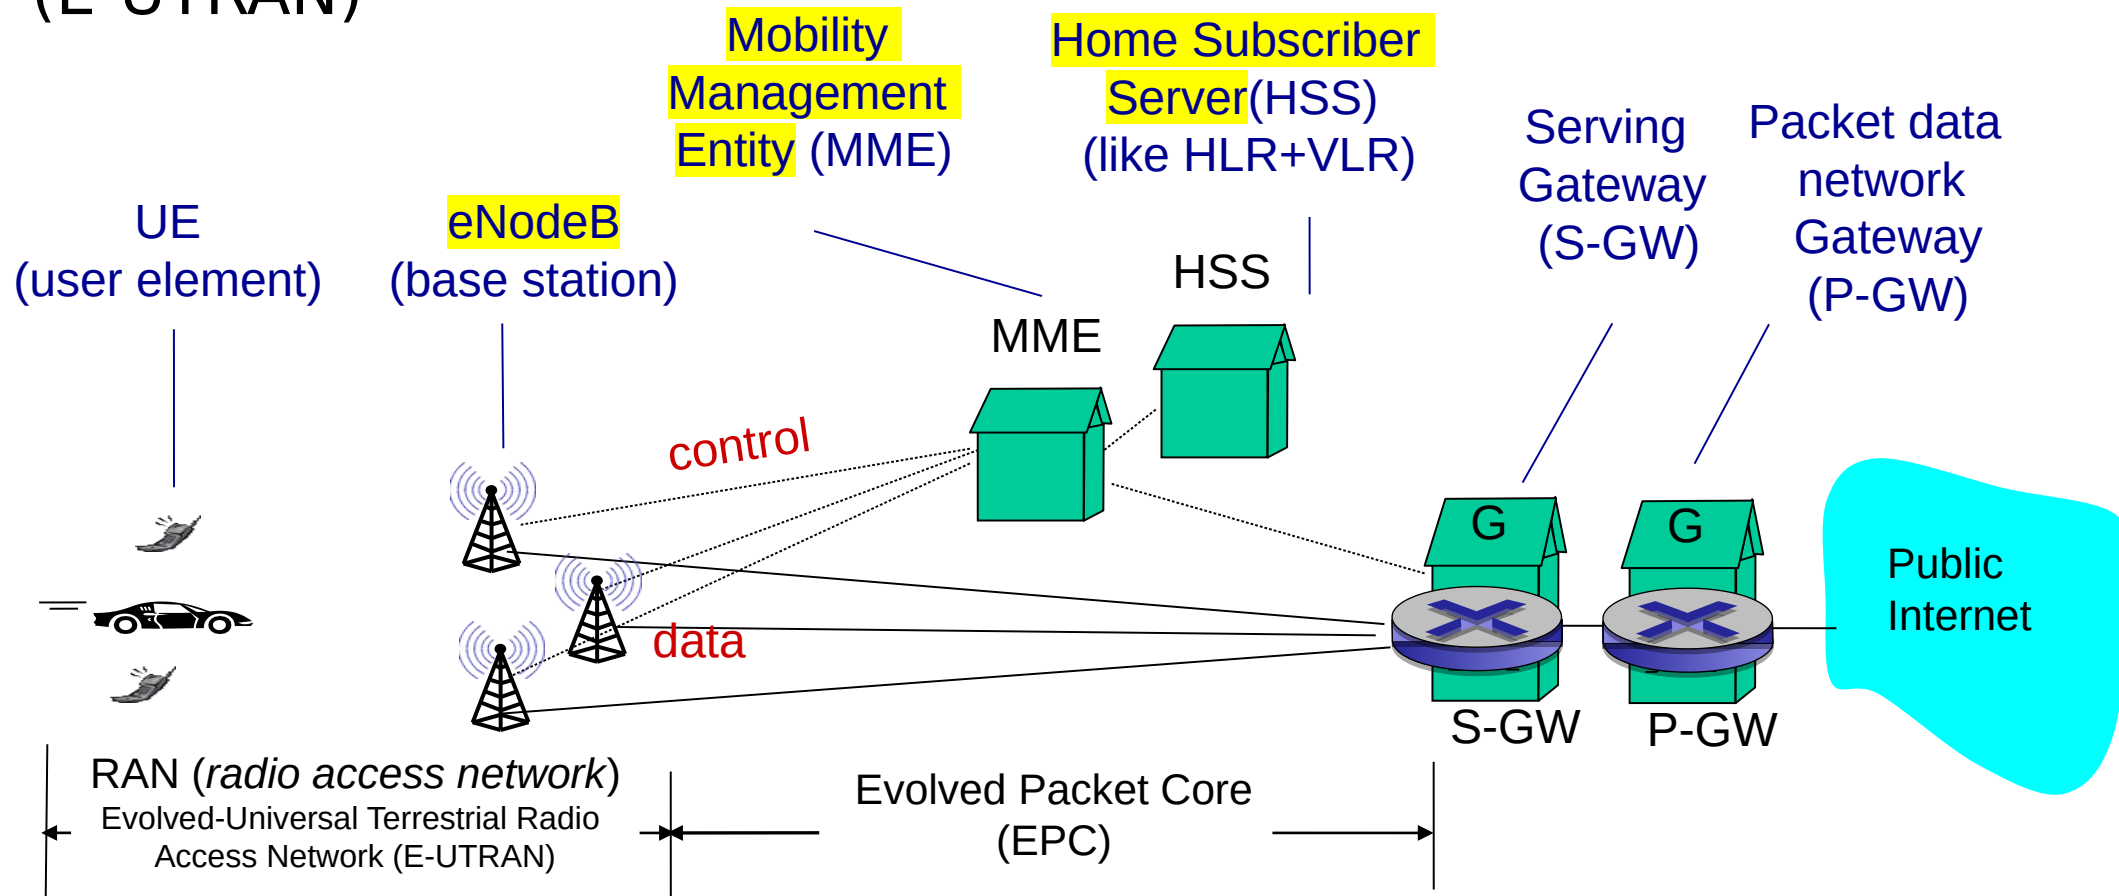 (E-UTRAN)
Mobility
Management
Entity (MME)
Home Subscriber
Server(HSS)
(like HLR+VLR)
Serving
Gateway
(S-GW)
Packet data
network
Gateway
(P-GW)
UE
(user element)
eNodeB
(base station)
HSS
MME
control
data
G
G
Public
Internet
S-GW
P-GW
RAN (radio access network)
Evolved-Universal Terrestrial Radio
Access Network (E-UTRAN)
Evolved Packet Core
(EPC)